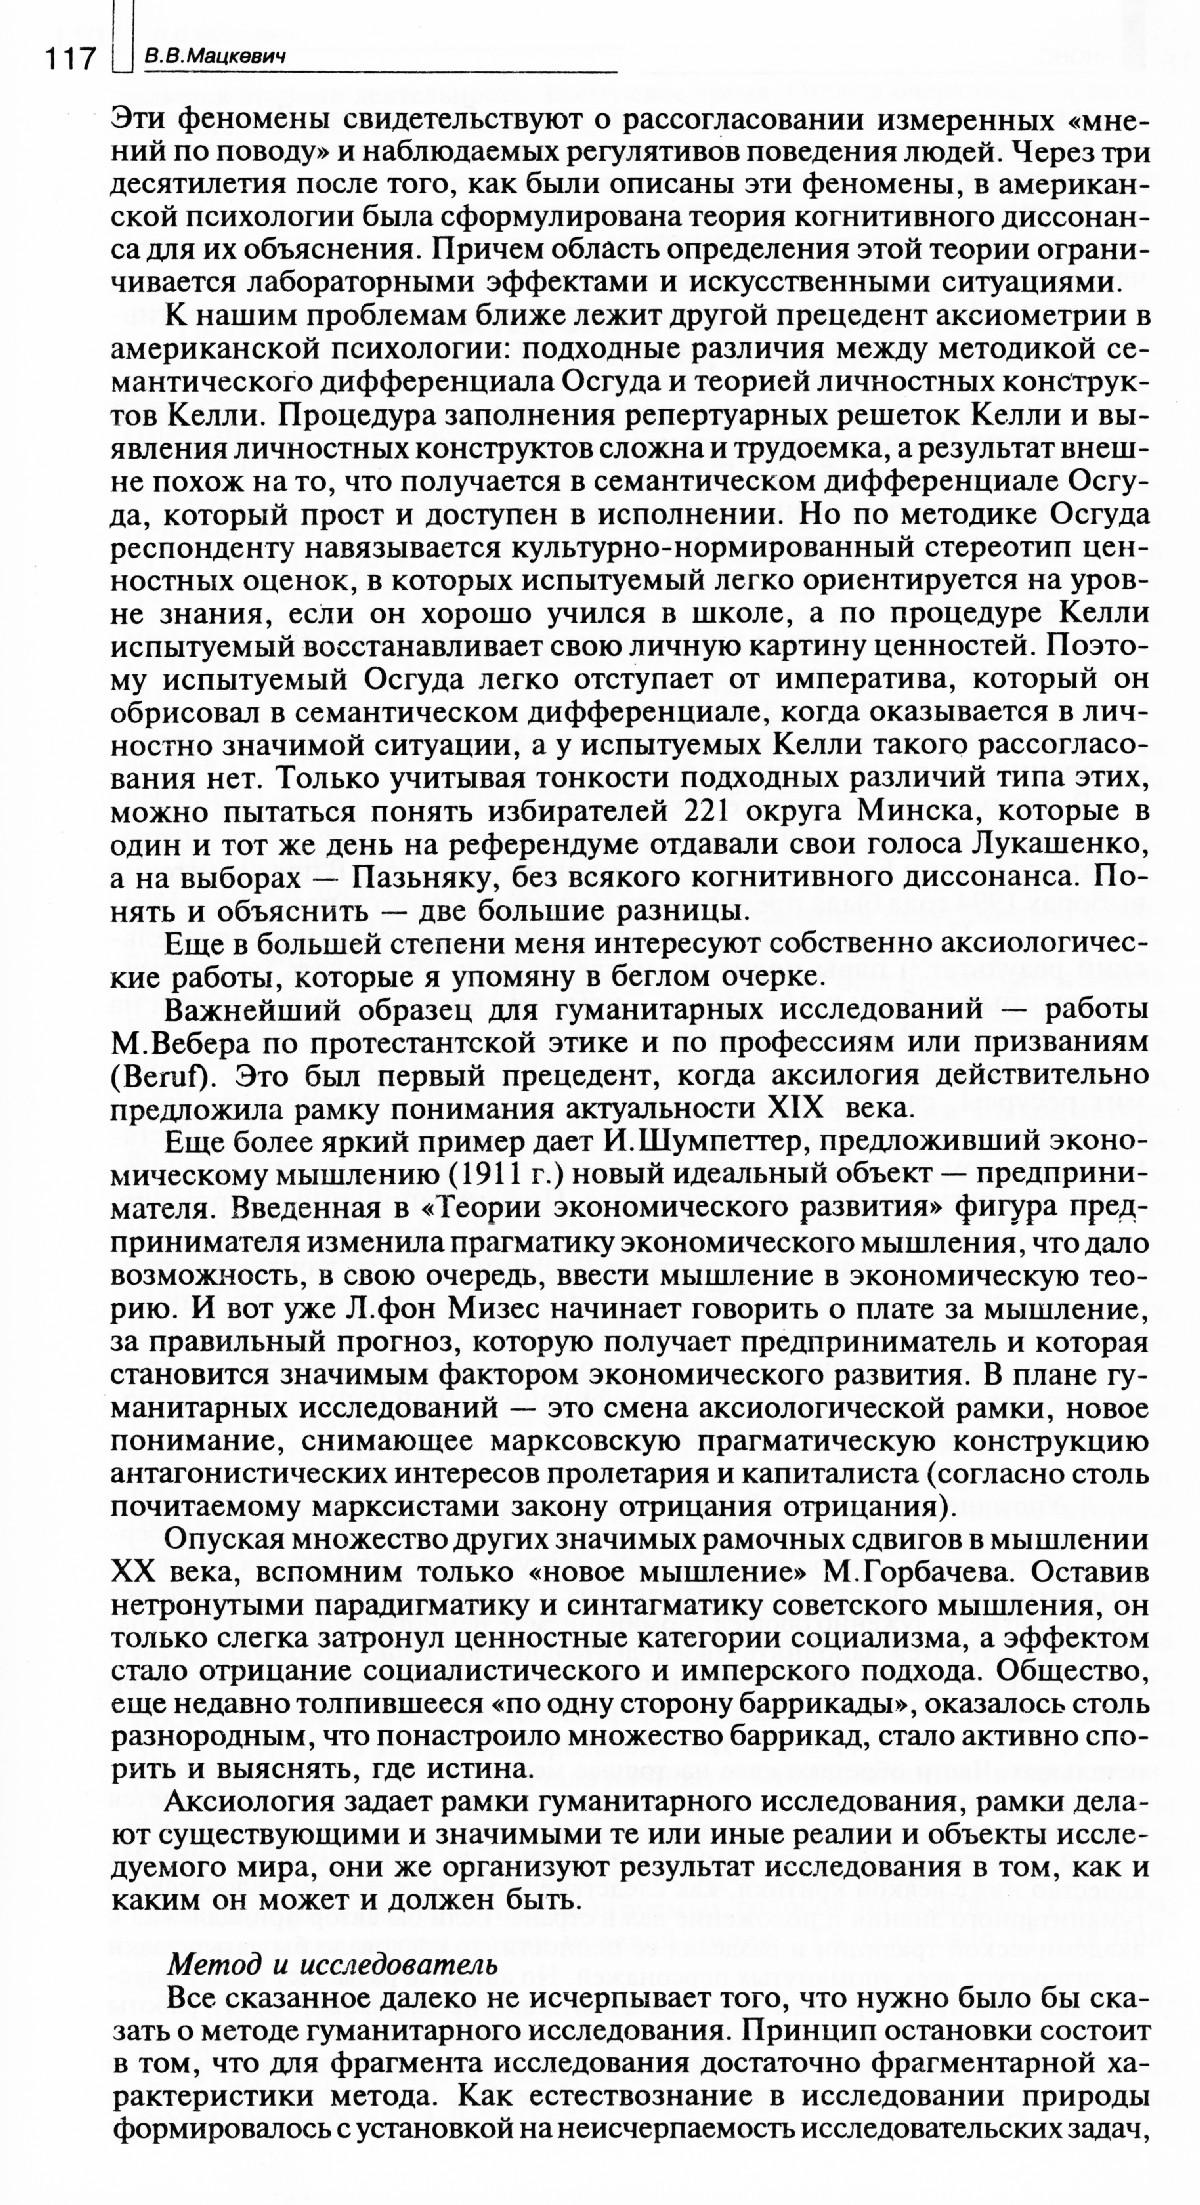 117
В.В.Мацкевич
Эти феномены свидетельствуют о рассогласовании измеренных «мне-
ний по поводу» и наблюдаемых регулятивов поведения людей. Через три
десятилетия после того, как были описаны эти феномены, в американ-
ской психологии была сформулирована теория когнитивного диссонан-
са для их объяснения. Причем область определения этой теории ограни-
чивается лабораторными эффектами и искусственными ситуациями.
К нашим проблемам ближе лежит другой прецедент аксиометрии в
американской психологии: подходные различия между методикой се-
мантического дифференциала Осгуда и теорией личностных конструк-
тов Келли. Процедура заполнения репертуарных решеток Келли и вы-
явления личностных конструктов сложна и трудоемка, а результат внеш-
не похож на то, что получается в семантическом дифференциале Осгу-
да, который прост и доступен в исполнении. Но по методике Осгуда
респонденту навязывается культурно-нормированный стереотип цен-
ностных оценок, в которых испытуемый легко ориентируется на уров-
не знания, если он хорошо учился в школе, а по процедуре Келли
испытуемый восстанавливает свою личную картину ценностей. Поэто-
му испытуемый Осгуда легко отступает от императива, который он
обрисовал в семантическом дифференциале, когда оказывается в лич-
ностно значимой ситуации, а у испытуемых Келли такого рассогласо-
вания нет. Только учитывая тонкости подходных различий типа этих,
можно пытаться понять избирателей 221 округа Минска, которые в
один и тот же день на референдуме отдавали свои голоса Лукашенко,
а на выборах — Пазьняку, без всякого когнитивного диссонанса. По-
нять и объяснить — две большие разницы.
Еще в большей степени меня интересуют собственно аксиологичес-
кие работы, которые я упомяну в беглом очерке.
Важнейший образец для гуманитарных исследований — работы
М.Вебера по протестантской этике и по профессиям или призваниям
(Beruf). Это был первый прецедент, когда аксилогия действительно
предложила рамку понимания актуальности XIX века.
Еще более яркий пример дает И.Шумпеттер, предложивший эконо-
мическому мышлению (1911 г.) новый идеальный объект — предприни-
мателя. Введенная в «Теории экономического развития» фигура пред-
принимателя изменила прагматику экономического мышления, что дало
возможность, в свою очередь, ввести мышление в экономическую тео-
рию. И вот уже Л.фон Мизес начинает говорить о плате за мышление,
за правильный прогноз, которую получает предприниматель и которая
становится значимым фактором экономического развития. В плане гу-
манитарных исследований — это смена аксиологической рамки, новое
понимание, снимающее марксовскую прагматическую конструкцию
антагонистических интересов пролетария и капиталиста (согласно столь
почитаемому марксистами закону отрицания отрицания).
Опуская множество других значимых рамочных сдвигов в мышлении
XX века, вспомним только «новое мышление» М.Горбачева. Оставив
нетронутыми парадигматику и синтагматику советского мышления, он
только слегка затронул ценностные категории социализма, а эффектом
стало отрицание социалистического и имперского подхода. Общество,
еще недавно толпившееся «по одну сторону баррикады», оказалось столь
разнородным, что понастроило множество баррикад, стало активно спо-
рить и выяснять, где истина.
Аксиология задает рамки гуманитарного исследования, рамки дела-
ют существующими и значимыми те или иные реалии и объекты иссле-
дуемого мира, они же организуют результат исследования в том, как и
каким он может и должен быть.
Метод и исследователь
Все сказанное далеко не исчерпывает того, что нужно было бы ска-
зать о методе гуманитарного исследования. Принцип остановки состоит
в том, что для фрагмента исследования достаточно фрагментарной ха-
рактеристики метода. Как естествознание в исследовании природы
формировалось с установкой на неисчерпаемость исследовательских задач,